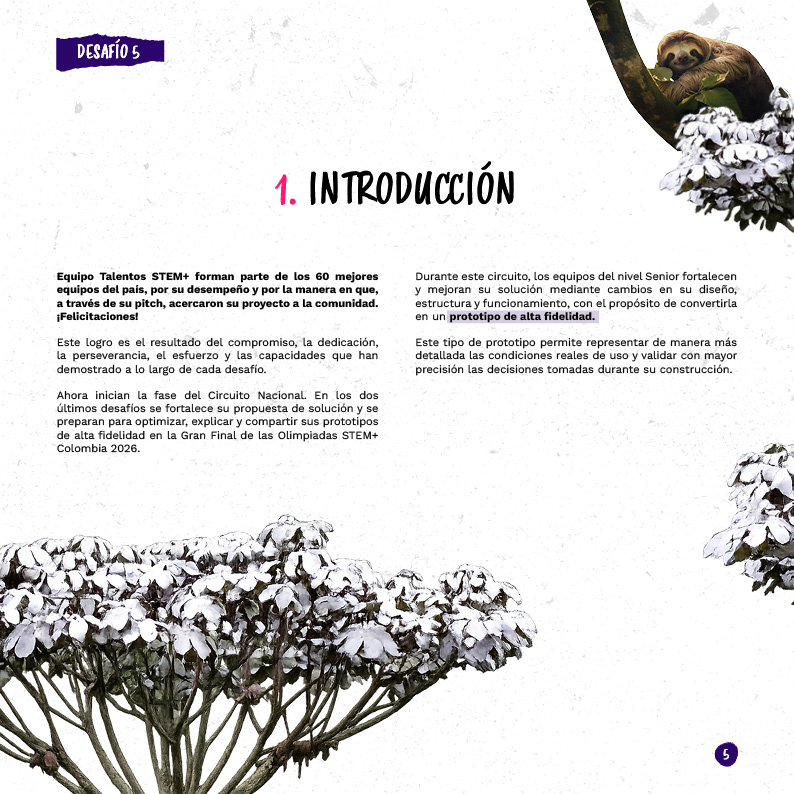 DESAFÍO 5
1. INTRODUCCIÓN
Equipo Talentos STEM+ forman parte de los 60 mejores
equipos del país, por su desempeño y por la manera en que,
a través de su pitch, acercaron su proyecto a la comunidad.
¡Felicitaciones!
Este logro es el resultado del compromiso, la dedicación,
la perseverancia, el esfuerzo y las capacidades que han
demostrado a lo largo de cada desafío.
Ahora inician la fase del Circuito Nacional. En los dos
últimos desafíos se fortalece su propuesta de solución y se
preparan para optimizar, explicar y compartir sus prototipos
de alta fidelidad en la Gran Final de las Olimpiadas STEM+
Colombia 2026.
Durante este circuito, los equipos del nivel Senior fortalecen
y mejoran su solución mediante cambios en su diseño,
estructura y funcionamiento, con el propósito de convertirla
en un prototipo de alta fidelidad.
Este tipo de prototipo permite representar de manera más
detallada las condiciones reales de uso y validar con mayor
precisión las decisiones tomadas durante su construcción.
5